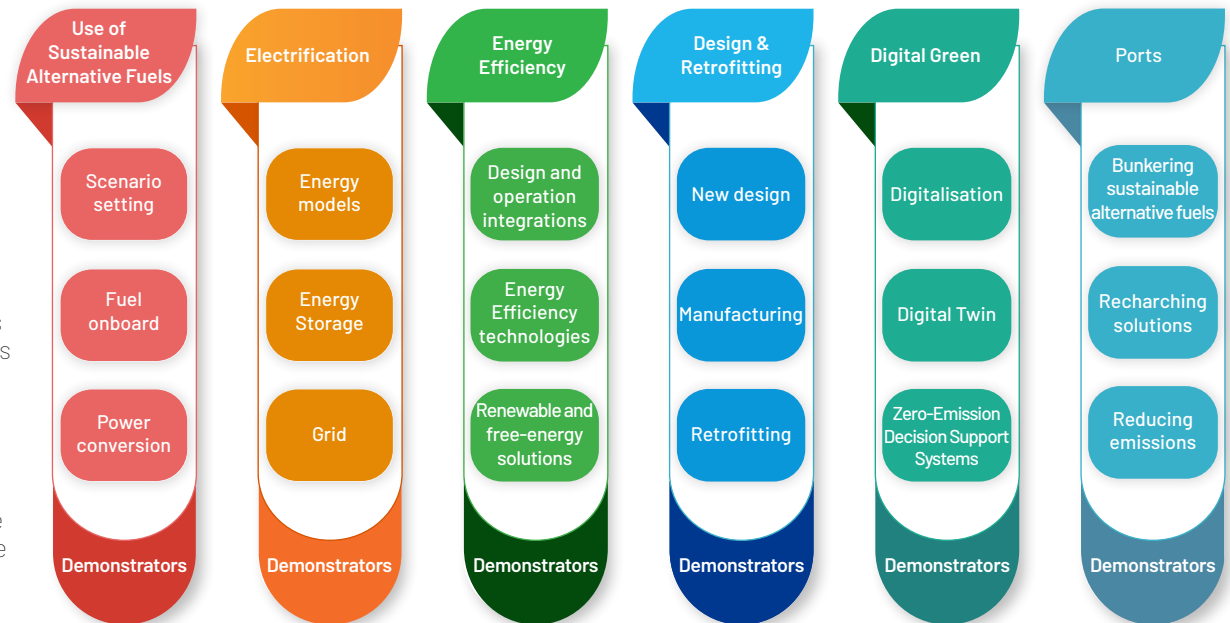 Use of
Sustainable
Alternative Fuels
Scenario
setting
Fuel
onboard
Power
conversion
Demonstrators
Electrification
Energy
models
Energy
Storage
Grid
Demonstrators
Energy
Efficiency
Design and
operation
integrations
Energy
Efficiency
technologies
Renewable and
free-energy
solutions
Demonstrators
Design &
Retrofitting
New design
Manufacturing
Retrofitting
Demonstrators
Digital Green
Digitalisation
Digital Twin
Zero-Emission
Decision Support
Systems
Demonstrators
Ports
Bunkering
sustainable
alternative fuels
Recharching
solutions
Reducing
emissions
Demonstrators